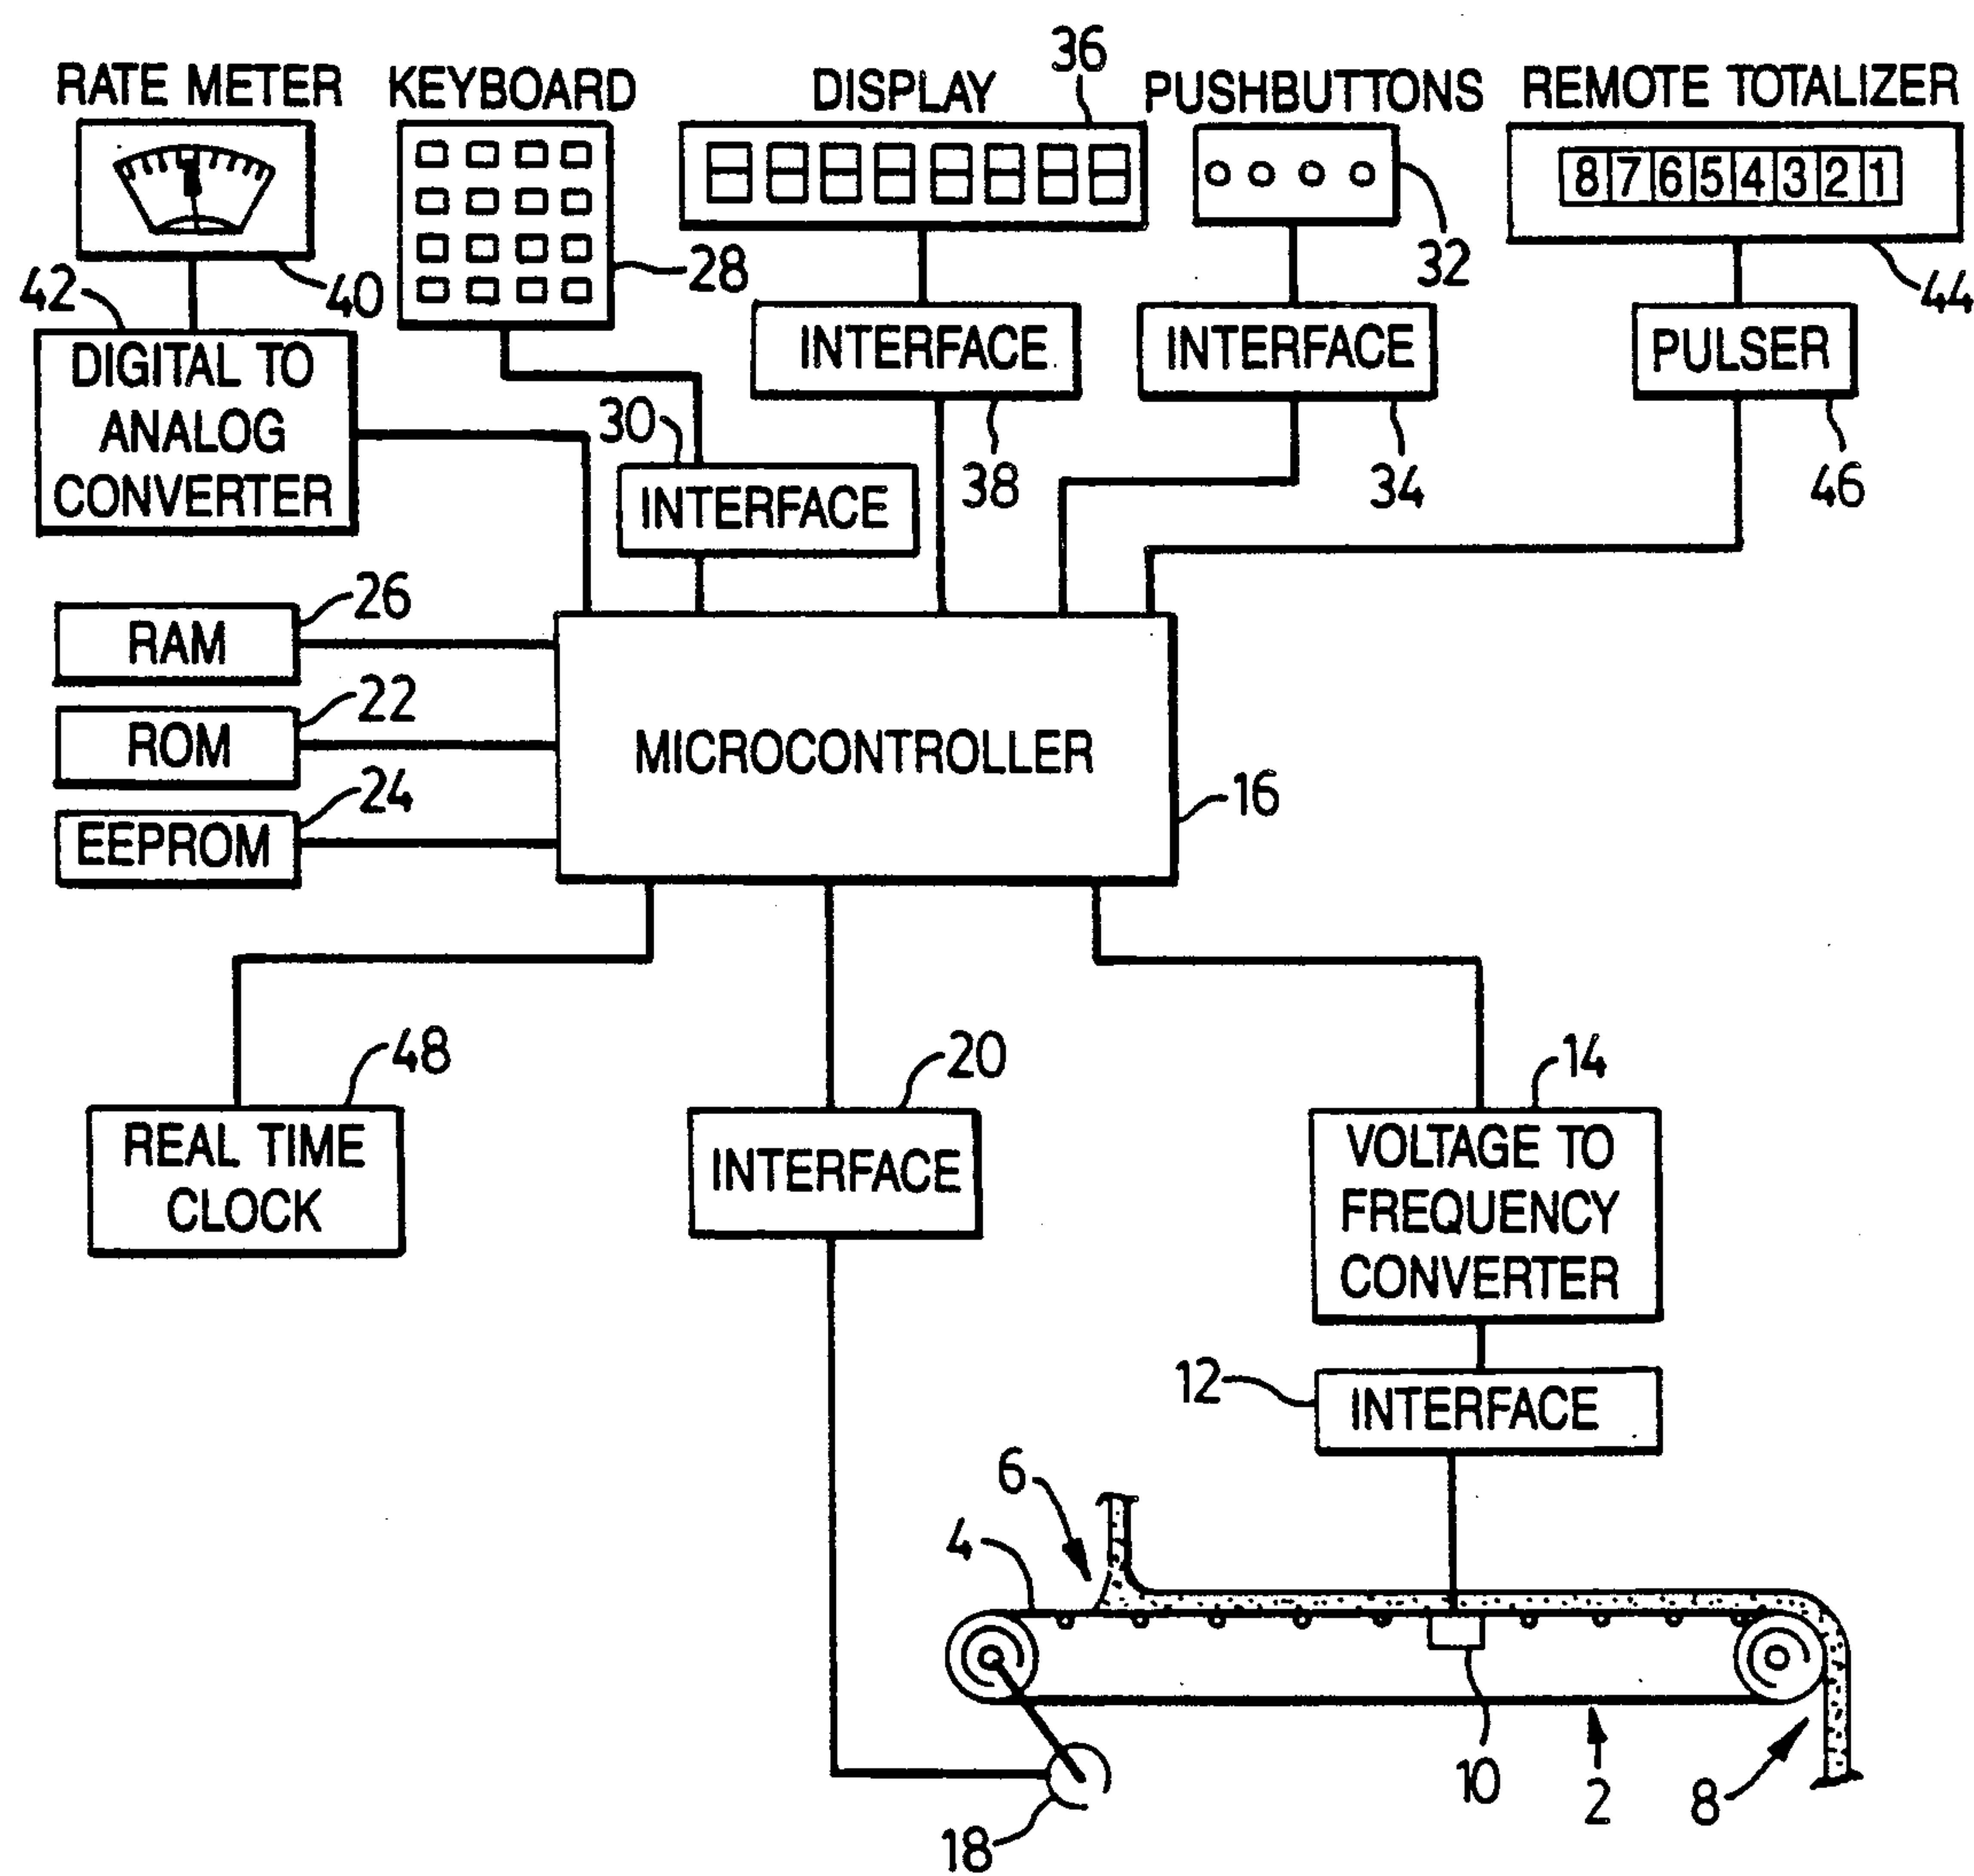 36
RATE METER
KEYBOARD
DISPLAY
PUSHBUTTONS
REMOTE TOTALIZER
8 7 6 5 4 3 2 1
42
40
28
32
44
DIGITAL TO
ANALOG
CONVERTER
INTERFACE
INTERFACE
PULSER
30
38
34
46
INTERFACE
26
RAM
22
ROM
24
EEPROM
MICROCONTROLLER
16
48
20
14
REAL TIME
CLOCK
INTERFACE
VOLTAGE TO
FREQUENCY
CONVERTER
12
INTERFACE
6
4
10
2
8
18